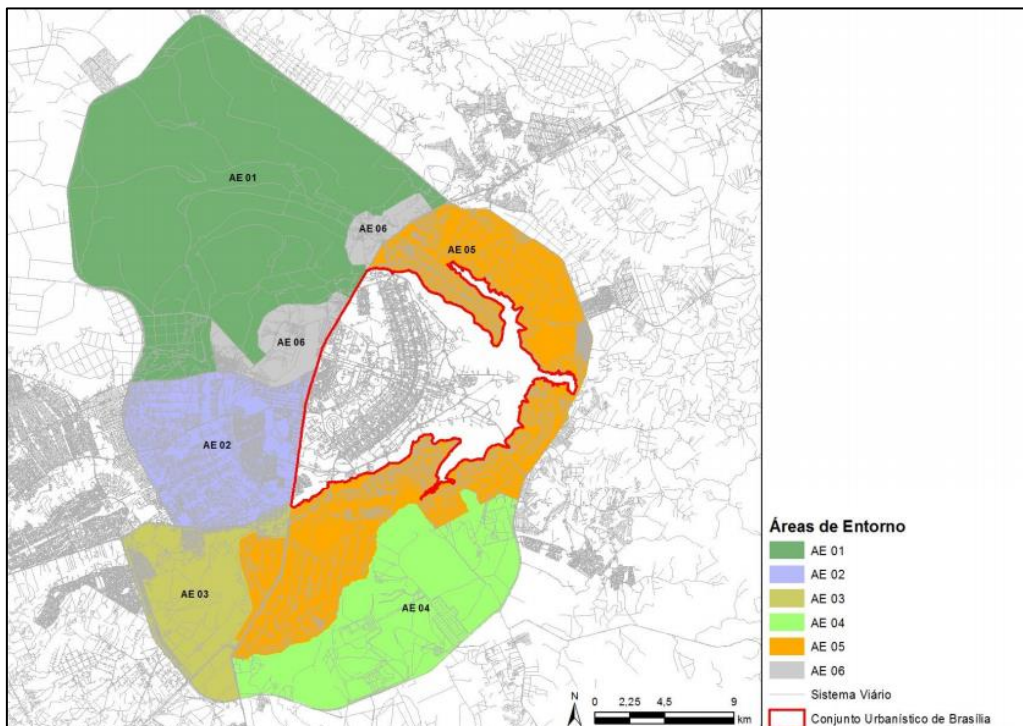 AE 01
AE 06
AE 05
AE 06
AE 02
AE 03
AE 04
Áreas de Entorno
AE 01
AE 02
AE 03
AE 04
AE 05
AE 06
Sistema Viário
Conjunto Urbanístico de Brasília
N
0 2,25 4,5 9
km